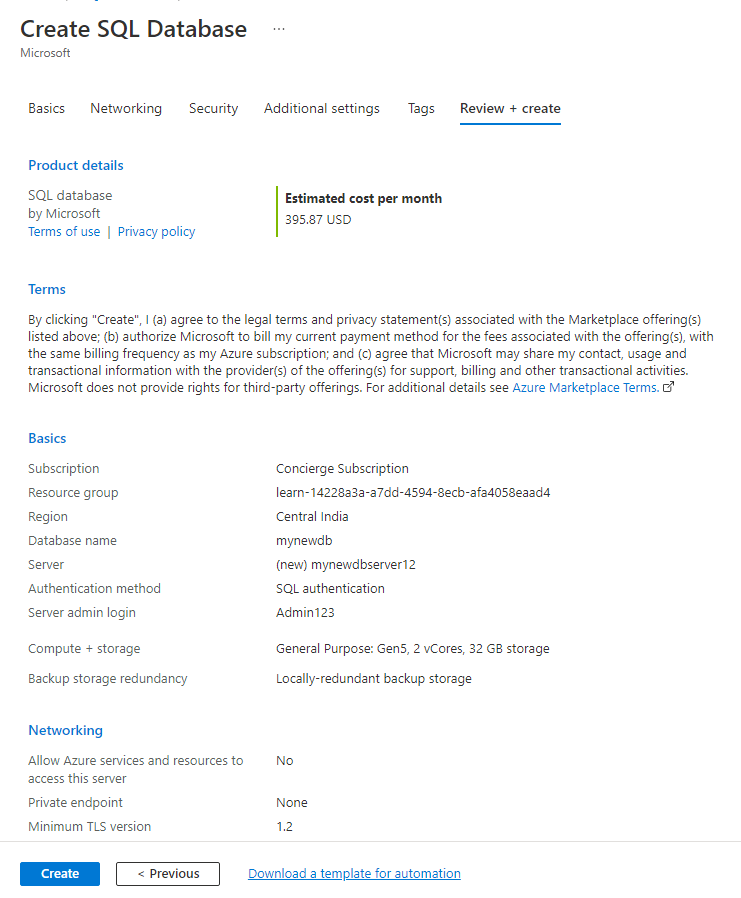 Create SQL Database ...
Microsoft
Basics Networking Security Additional settings Tags Review + create
Product details
SQL database
by Microsoft
Terms of use | Privacy policy
Estimated cost per month
395.87 USD
Terms
By clicking "Create", I (a) agree to the legal terms and privacy statement(s) associated with the Marketplace offering(s)
listed above; (b) authorize Microsoft to bill my current payment method for the fees associated with the offering(s), with
the same billing frequency as my Azure subscription; and (c) agree that Microsoft may share my contact, usage and
transactional information with the provider(s) of the offering(s) for support, billing and other transactional activities.
Microsoft does not provide rights for third-party offerings. For additional details see Azure Marketplace Terms.
Basics
Subscription Concierge Subscription
Resource group learn-14228a3a-a7dd-4594-8ecb-afa4058eaad4
Region Central India
Database name mynewdb
Server (new) mynewdbserver12
Authentication method SQL authentication
Server admin login Admin123
Compute + storage General Purpose: Gen5, 2 vCores, 32 GB storage
Backup storage redundancy Locally-redundant backup storage
Networking
Allow Azure services and resources to No
access this server
Private endpoint None
Minimum TLS version 1.2
Create < Previous Download a template for automation